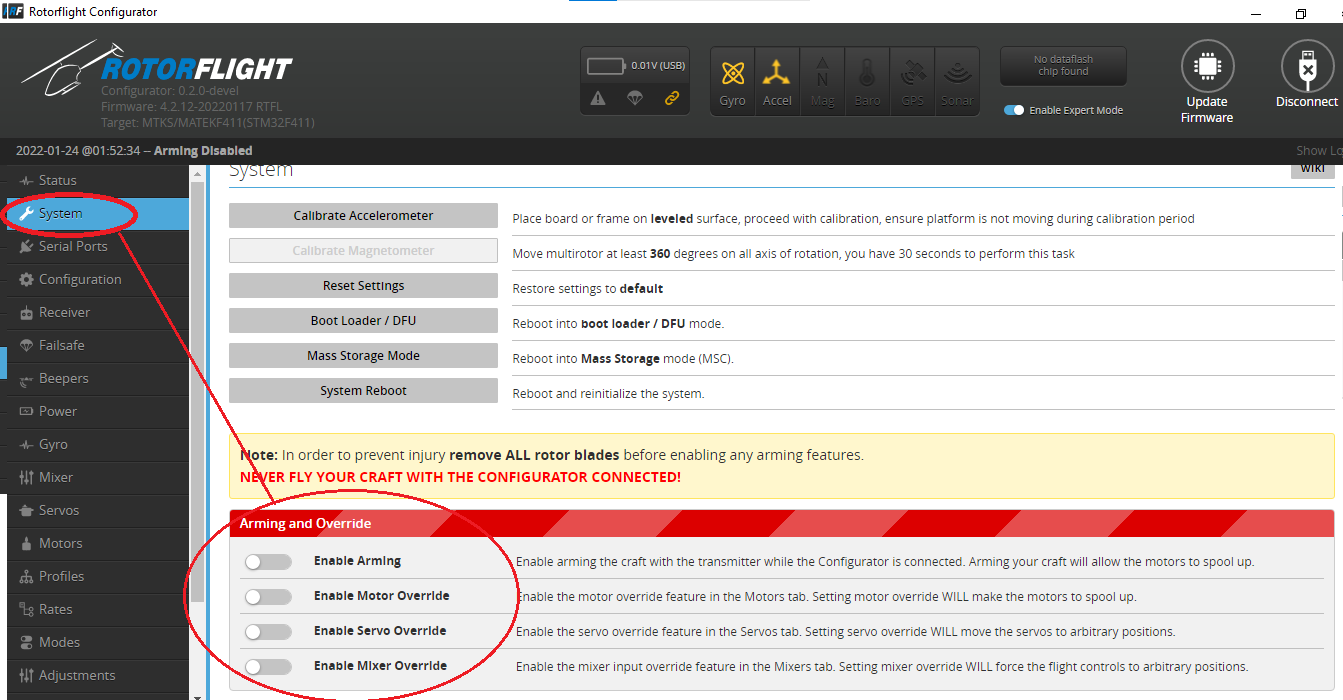 Rotorflight Configurator
ROTORFLIGHT
Configurator: 0.2.0-devel
Firmware: 4.2.12-20220117 RTFL
Target: MTKS/MATEKF411(STM32F411)
0.01V (USB)
Gyro
Accel
Mag
Baro
GPS
Sonar
No dataflash
chip found
Enable Expert Mode
Update
Firmware
Disconnect
2022-01-24 @01:52:34 -- Arming Disabled
Show Lo
Status
System
Serial Ports
Configuration
Receiver
Failsafe
Beepers
Power
Gyro
Mixer
Servos
Motors
Profiles
Rates
Modes
Adjustments
System
wiki
Calibrate Accelerometer
Place board or frame on leveled surface, proceed with calibration, ensure platform is not moving during calibration period
Calibrate Magnetometer
Move multirotor at least 360 degrees on all axis of rotation, you have 30 seconds to perform this task
Reset Settings
Restore settings to default
Boot Loader / DFU
Reboot into boot loader / DFU mode.
Mass Storage Mode
Reboot into Mass Storage mode (MSC).
System Reboot
Reboot and reinitialize the system.
Note: In order to prevent injury remove ALL rotor blades before enabling any arming features.
NEVER FLY YOUR CRAFT WITH THE CONFIGURATOR CONNECTED!
Arming and Override
Enable Arming
Enable arming the craft with the transmitter while the Configurator is connected. Arming your craft will allow the motors to spool up.
Enable Motor Override
Enable the motor override feature in the Motors tab. Setting motor override WILL make the motors to spool up.
Enable Servo Override
Enable the servo override feature in the Servos tab. Setting servo override WILL move the servos to arbitrary positions.
Enable Mixer Override
Enable the mixer input override feature in the Mixers tab. Setting mixer override WILL force the flight controls to arbitrary positions.